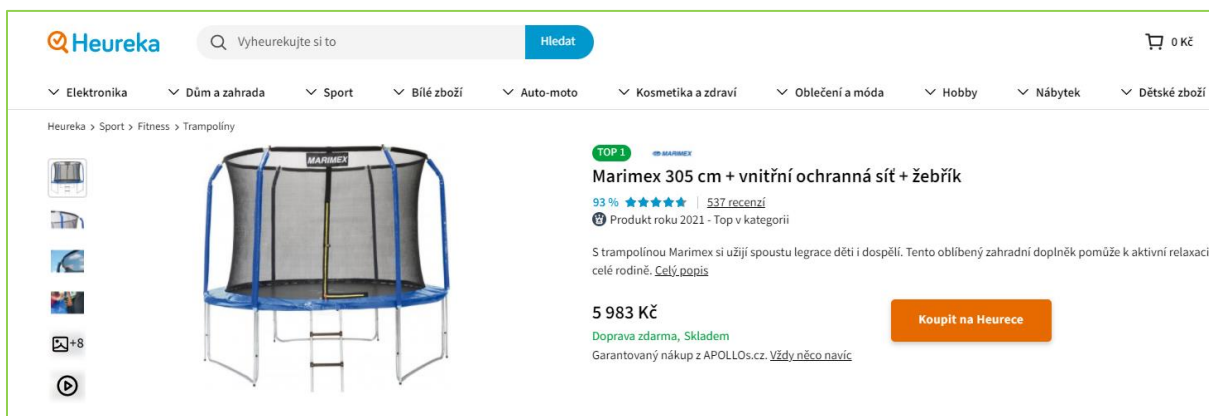 Heureka
Vyheurekujte si to
Hledat
0 Kč
Elektronika
Dům a zahrada
Sport
Bílé zboží
Auto-moto
Kosmetika a zdraví
Oblečení a móda
Hobby
Nábytek
Dětské zboží
Heureka > Sport > Fitness > Trampolíny
MARIMEX
+8
TOP 1
MARIMEX
Marimex 305 cm + vnitřní ochranná síť + žebřík
93 % | 537 recenzí
Produkt roku 2021 - Top v kategorii
S trampolínou Marimex si užijí spoustu legrace děti i dospělí. Tento oblíbený zahradní doplněk pomůže k aktivní relaxaci
celé rodině. Celý popis
5 983 Kč
Koupit na Heurece
Doprava zdarma, Skladem
Garantovaný nákup z APOLLOs.cz. Vždy něco navíc